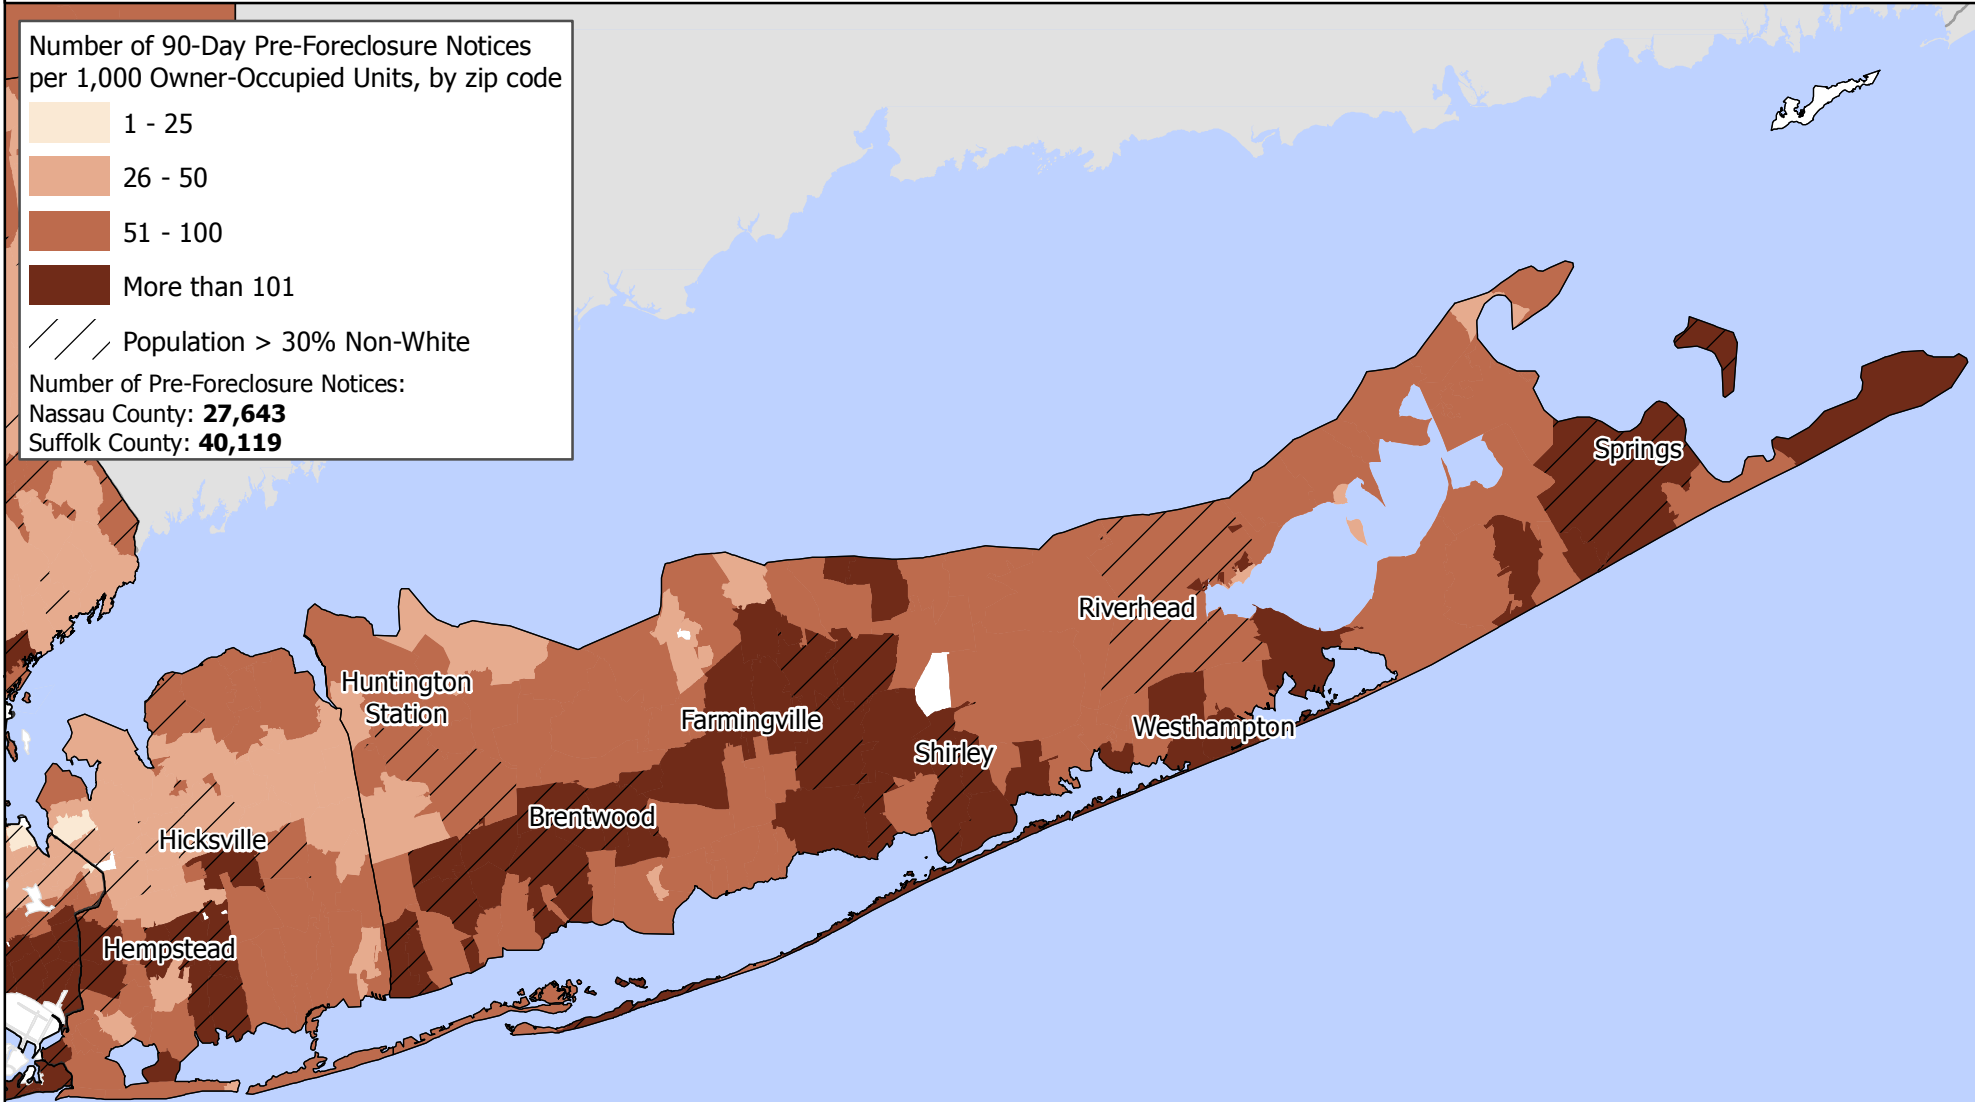 Number of 90-Day Pre-Foreclosure Notices
per 1,000 Owner-Occupied Units, by zip code
1 - 25
26 - 50
51 - 100
More than 101
Population > 30% Non-White
Number of Pre-Foreclosure Notices:
Nassau County: 27,643
Suffolk County: 40,119
Springs
Riverhead
Huntington
Station
Farmingville
Westhampton
Shirley
Brentwood
Hicksville
Hempstead